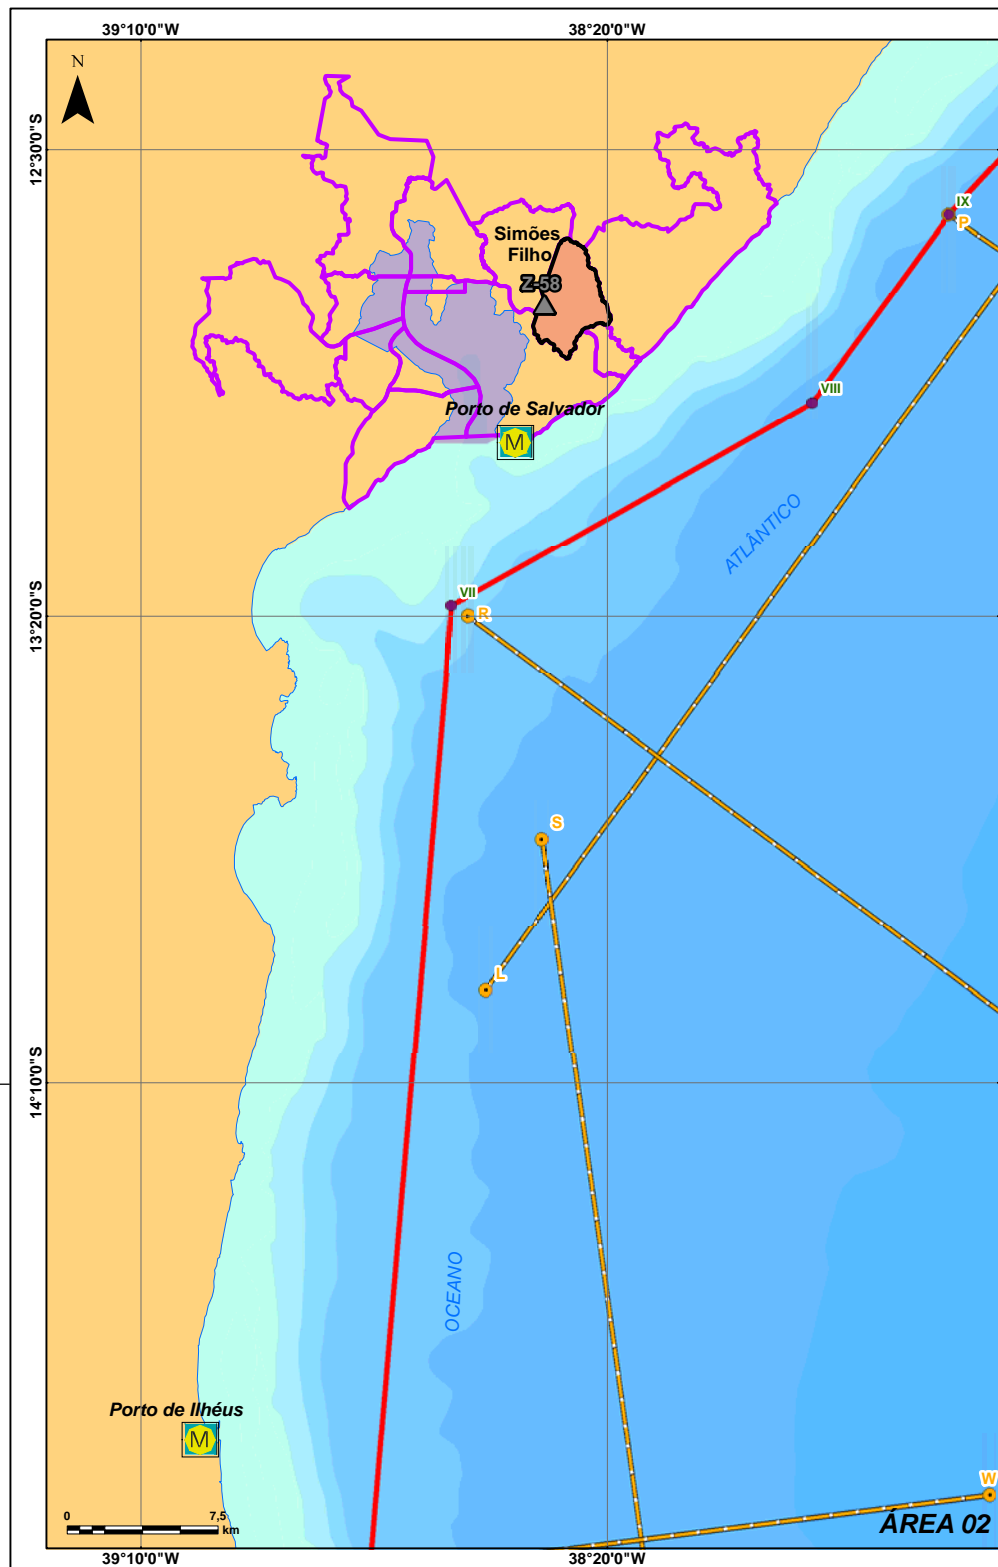 39°10'0"W
38°20'0"W
N
12°30'0"S
IX
P
Simões
Filho
Z-58
VIII
Porto de Salvador
M
ATLÂNTICO
VII
R
13°20'0"S
S
L
14°10'0"S
OCEANO
Porto de Ilhéus
M
W
0
7,5
km
ÁREA 02
39°10'0"W
38°20'0"W